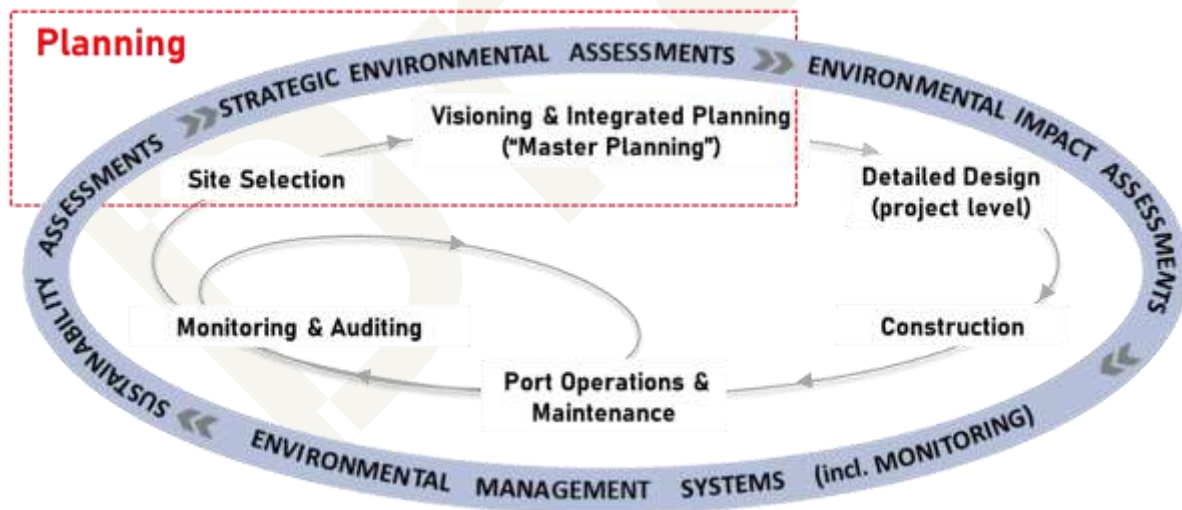 Planning
STRATEGIC ENVIRONMENTAL ASSESSMENTS
ENVIRONMENTAL IMPACT ASSESSMENTS
Visioning & Integrated Planning
("Master Planning")
Site Selection
Detailed Design
(project level)
Monitoring & Auditing
Construction
Port Operations &
Maintenance
SUSTAINABILITY ASSESSMENTS
ENVIRONMENTAL MANAGEMENT SYSTEMS (incl. MONITORING)